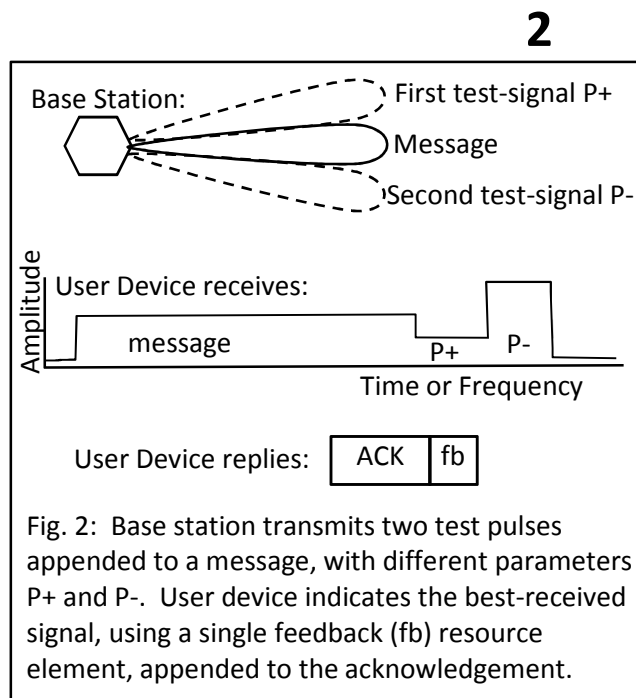 2
Base Station:
First test-signal P+
Message
Second test-signal P-
User Device receives:
Amplitude
message
P+
P-
Time or Frequency
User Device replies:
ACK
fb
Fig. 2:  Base station transmits two test pulses
appended to a message, with different parameters
P+ and P-.  User device indicates the best-received
signal, using a single feedback (fb) resource
element, appended to the acknowledgement.